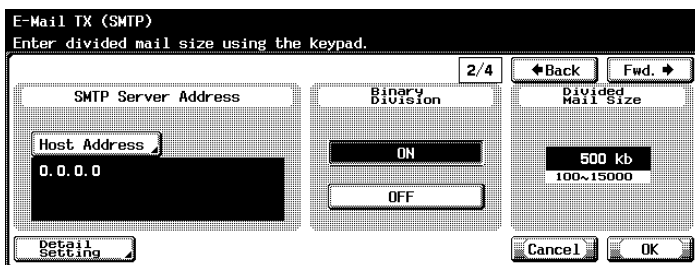 E-Mail TX (SMTP)
Enter divided mail size using the keypad.
2/4
←Back
Fwd. →
SMTP Server Address
Binary
Division
Divided
Mail Size
Host Address
0.0.0.0
ON
OFF
500 kb
100~15000
Detail
Setting
Cancel
OK